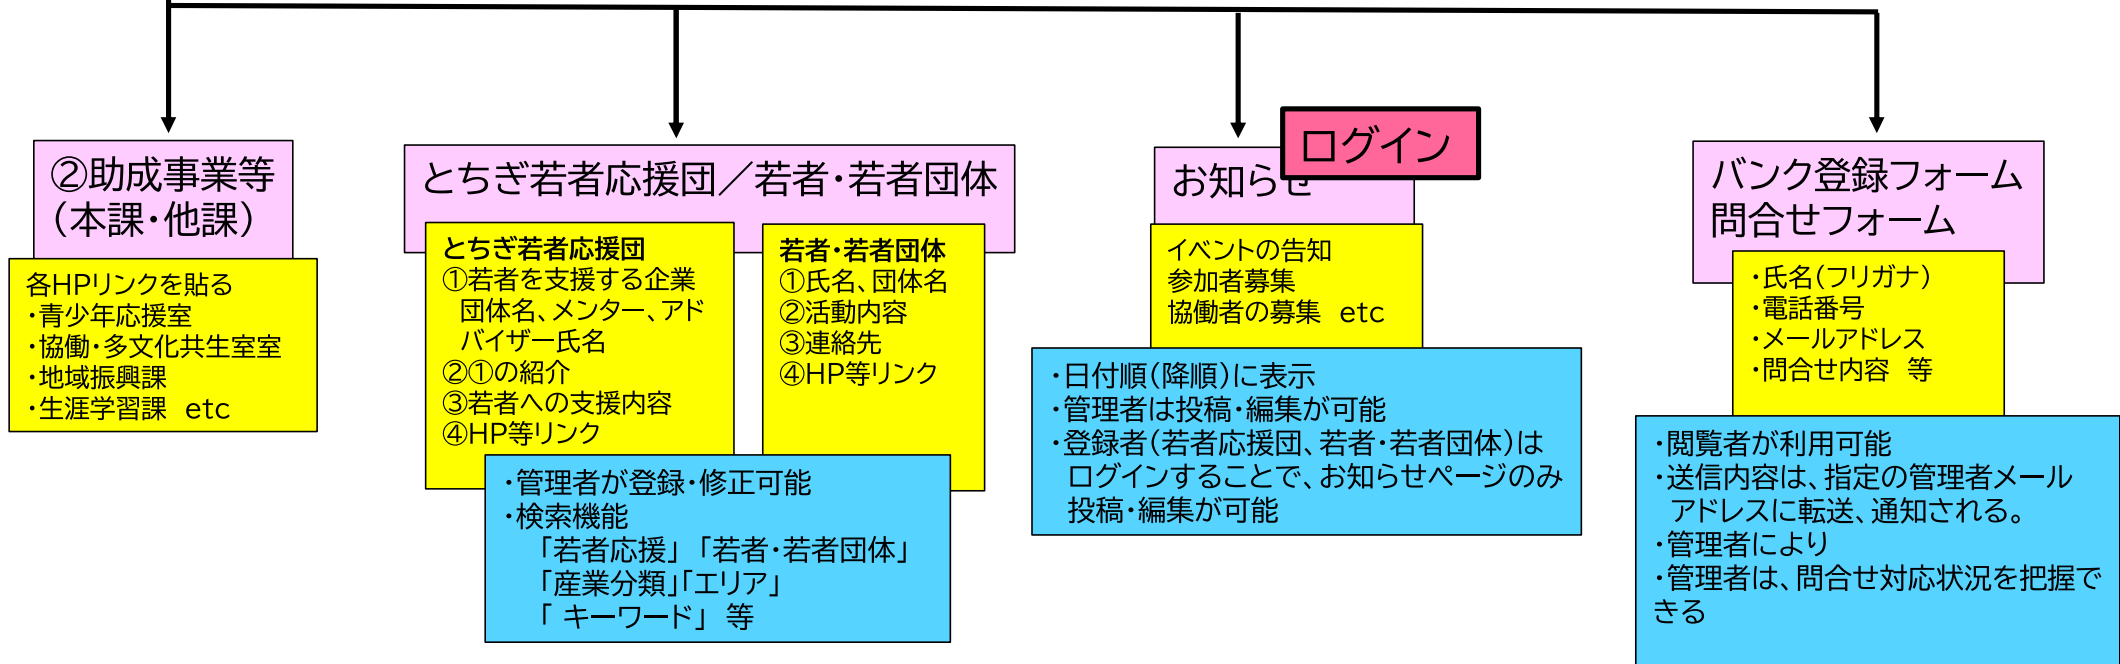 ②助成事業等
（本課・他課）
各HPリンクを貼る
・青少年応援室
・協働・多文化共生室室
・地域振興課
・生涯学習課　etc
とちぎ若者応援団／若者・若者団体
とちぎ若者応援団
①若者を支援する企業
団体名、メンター、アド
バイザー氏名
②①の紹介
③若者への支援内容
④HP等リンク
若者・若者団体
①氏名、団体名
②活動内容
③連絡先
④HP等リンク
・管理者が登録・修正可能
・検索機能
「若者応援」「若者・若者団体」
「産業分類」「エリア」
「 キーワード」　等
ログイン
お知らせ
イベントの告知
参加者募集
協働者の募集　etc
・日付順（降順）に表示
・管理者は投稿・編集が可能
・登録者（若者応援団、若者・若者団体）は
ログインすることで、お知らせページのみ
投稿・編集が可能
バンク登録フォーム
問合せフォーム
・氏名（フリガナ）
・電話番号
・メールアドレス
・問合せ内容　等
・閲覧者が利用可能
・送信内容は、指定の管理者メール
アドレスに転送、通知される。
・管理者により
・管理者は、問合せ対応状況を把握で
きる